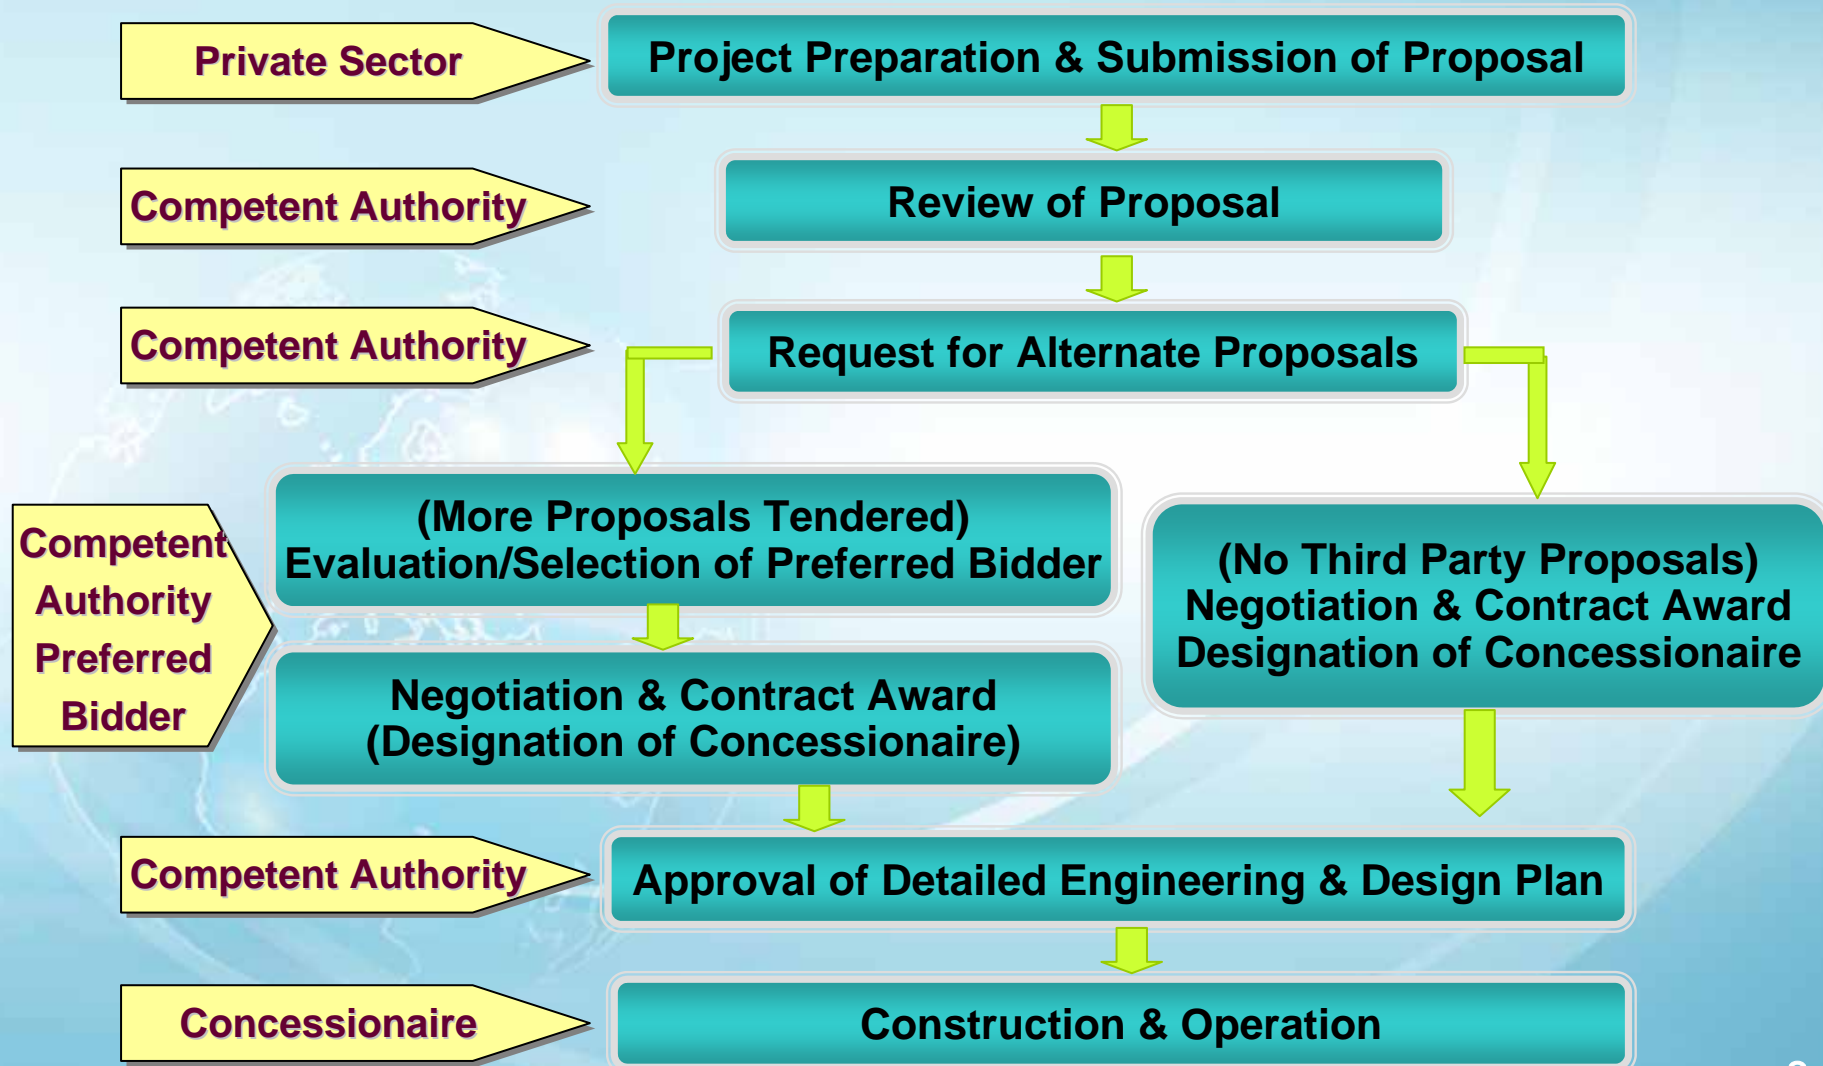 Private Sector
Project Preparation & Submission of Proposal
Competent Authority
Review of Proposal
Competent Authority
Request for Alternate Proposals
Competent
Authority
Preferred
Bidder
(More Proposals Tendered)
Evaluation/Selection of Preferred Bidder
Negotiation & Contract Award
(Designation of Concessionaire)
(No Third Party Proposals)
Negotiation & Contract Award
Designation of Concessionaire
Competent Authority
Approval of Detailed Engineering & Design Plan
Concessionaire
Construction & Operation